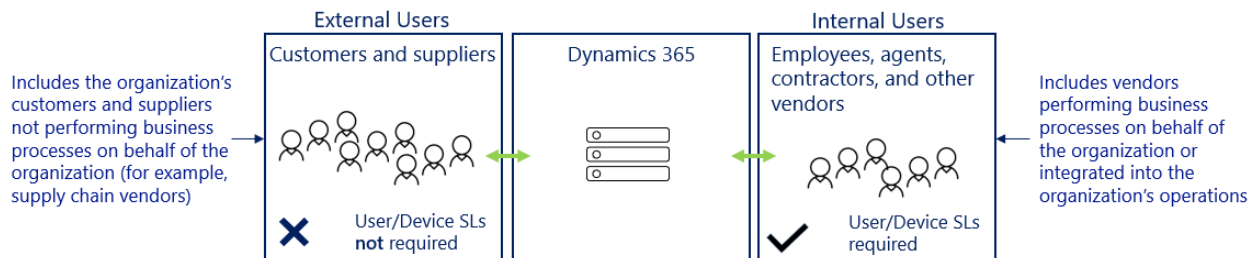 External Users
Internal Users
Customers and suppliers
Dynamics 365
Employees, agents,
contractors, and other
vendors
Includes the organization's
customers and suppliers
not performing business
processes on behalf of the
organization (for example,
supply chain vendors)
Includes vendors
performing business
processes on behalf of
the organization or
integrated into the
organization's operations
User/Device SLs
not required
User/Device SLs
required